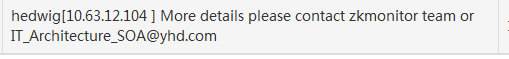 hedwig[10.63.12.104 ] More details please contact zkmonitor team or
IT_Architecture_SOA@yhd.com